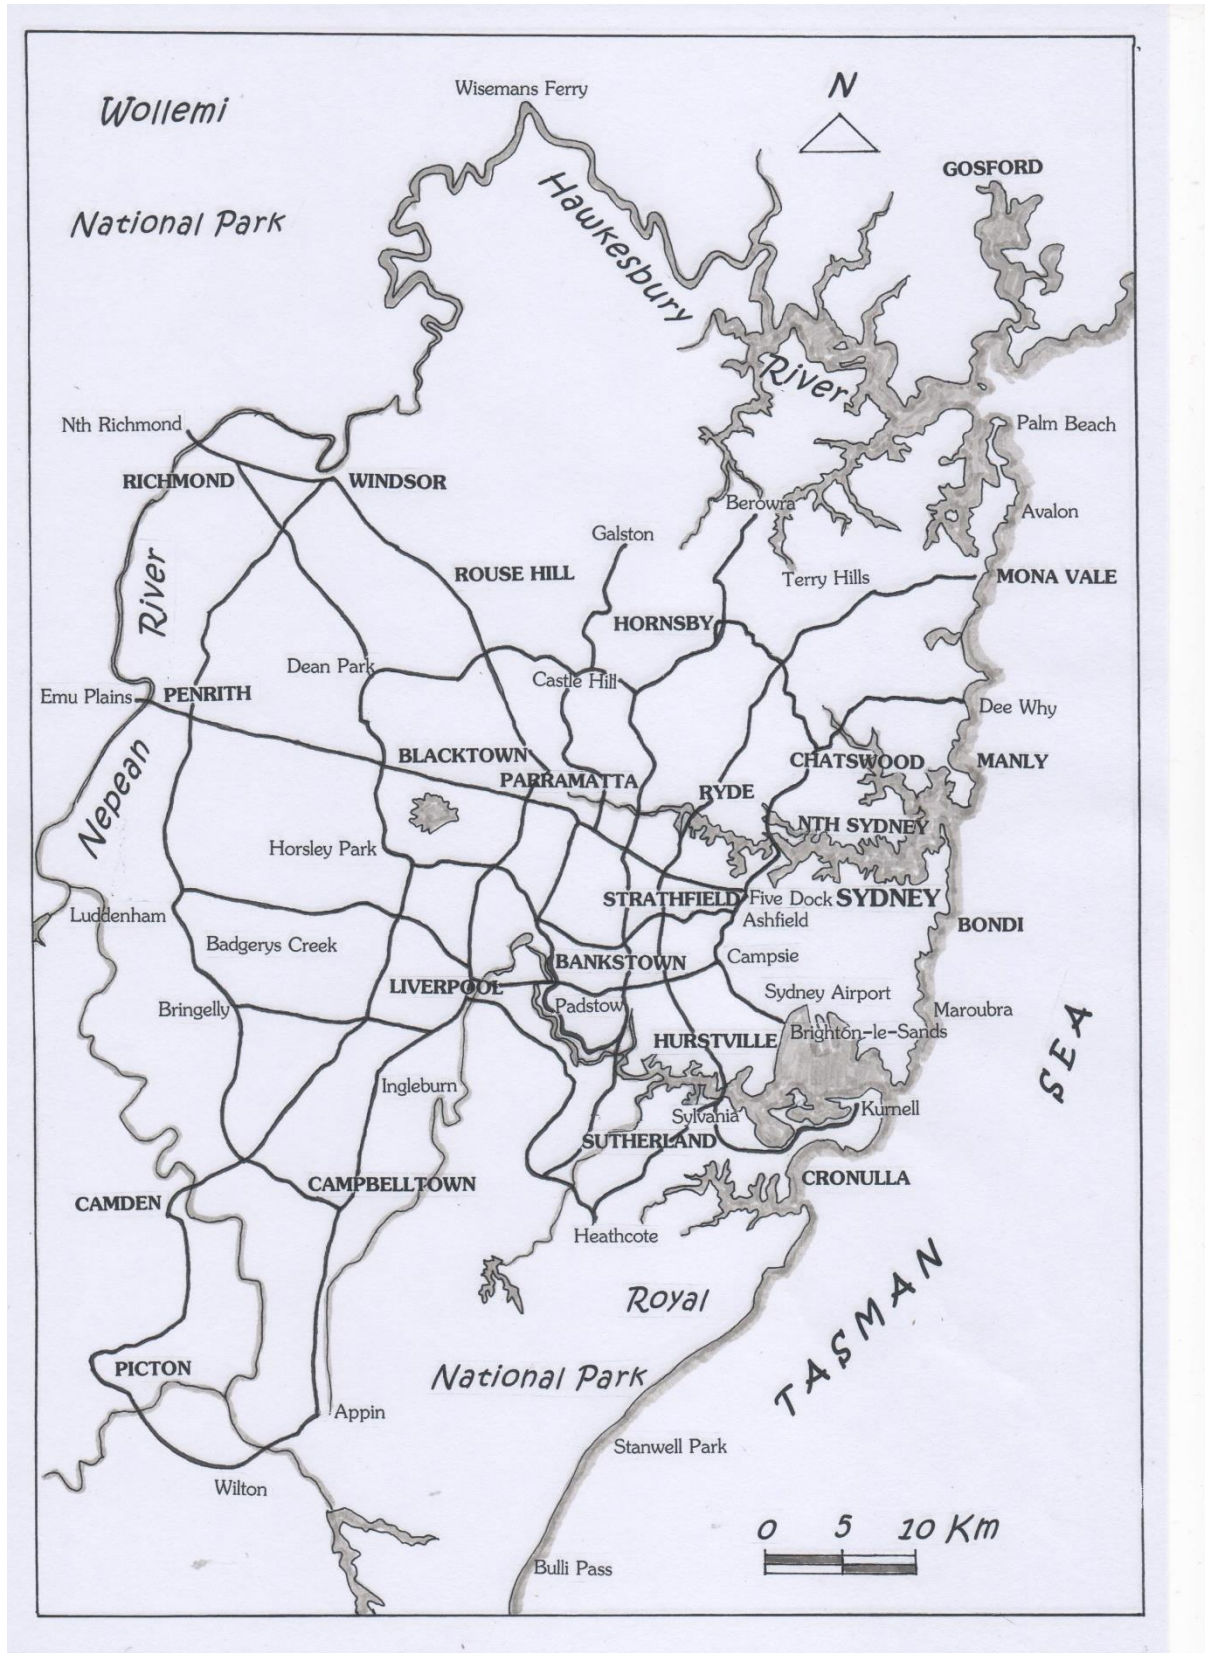 Wisemans Ferry
N
Wollemi
GOSFORD
Hawkesbury
National Park
River
Nth Richmond
Palm Beach
RICHMOND
WINDSOR
Berowra
Avalon
Galston
River
ROUSE HILL
Terry Hills
MONA VALE
HORNSBY
Dean Park
Castle Hill
Emu Plains
PENRITH
Dee Why
BLACKTOWN
CHATSWOOD
MANLY
PARRAMATTA
RYDE
Nepean
NTH SYDNEY
Horsley Park
STRATHFIELD
Five Dock
SYDNEY
Luddenham
Ashfield
BONDI
Badgerys Creek
BANKSTOWN
Campsie
LIVERPOOL
Sydney Airport
Bringelly
Padstow
Maroubra
HURSTVILLE
Brighton-le-Sands
SEA
Ingleburn
Sylvania
Kurnell
SUTHERLAND
CAMPBELLTOWN
CRONULLA
CAMDEN
Heathcote
TASMAN
Royal
National Park
PICTON
Appin
Stanwell Park
Wilton
0 5 10 Km
Bulli Pass